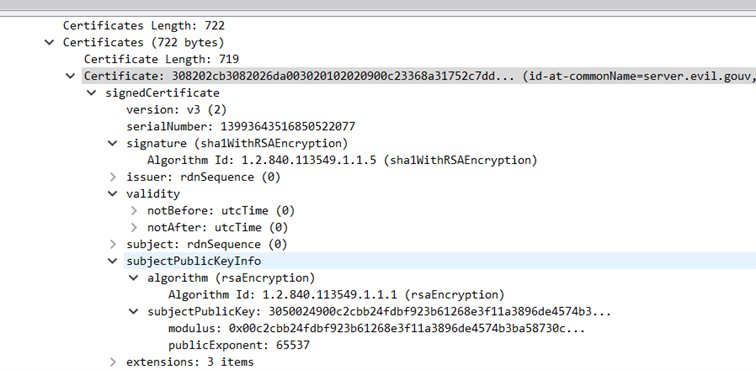 Certificates Length: 722
Certificates (722 bytes)
Certificate Length: 719
Certificate: 308202cb3082026da003020102020900c23368a31752c7dd... (id-at-commonName=server.evil.gouv,
signedCertificate
version: v3 (2)
serialNumber: 13993643516850522077
signature (sha1WithRSAEncryption)
Algorithm Id: 1.2.840.113549.1.1.5 (sha1WithRSAEncryption)
issuer: rdnSequence (0)
validity
notBefore: utcTime (0)
notAfter: utcTime (0)
subject: rdnSequence (0)
subjectPublicKeyInfo
algorithm (rsaEncryption)
Algorithm Id: 1.2.840.113549.1.1.1 (rsaEncryption)
subjectPublicKey: 3050024900c2cbb24fdbf923b61268e3f11a3896de4574b3...
modulus: 0x00c2cbb24fdbf923b61268e3f11a3896de4574b3ba58730c...
publicExponent: 65537
extensions: 3 items